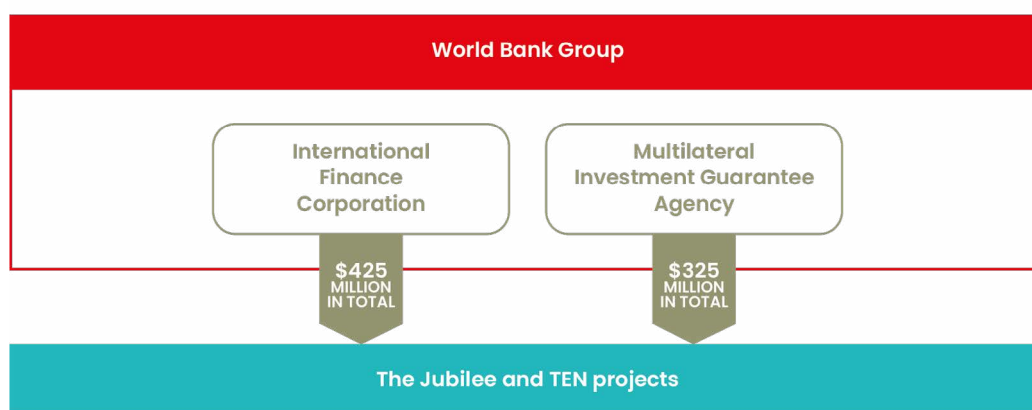 World Bank Group
International
Finance
Corporation
Multilateral
Investment Guarantee
Agency
$425
MILLION
IN TOTAL
$325
MILLION
IN TOTAL
The Jubilee and TEN projects